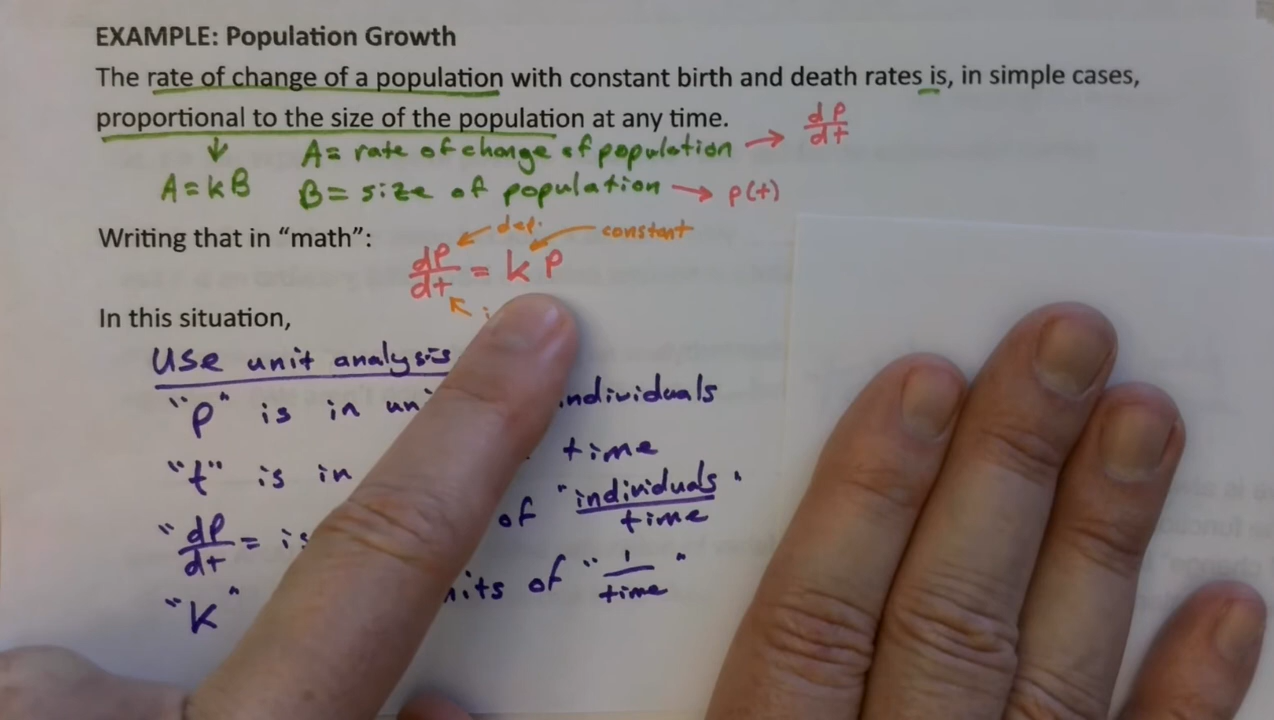 EXAMPLE: Population Growth
The rate of change of a population with constant birth and death rates is, in simple cases,
proportional to the size of the population at any time.
A = rate of change of population → dP/dt
A = kB B = size of population → P(t)
Writing that in “math”: dep. constant
dP/dt = k P
In this situation,
Use unit analysis
"P" is in individuals
"t" is in time
"dP/dt = is of "individuals/time"
"K" of "1/time"